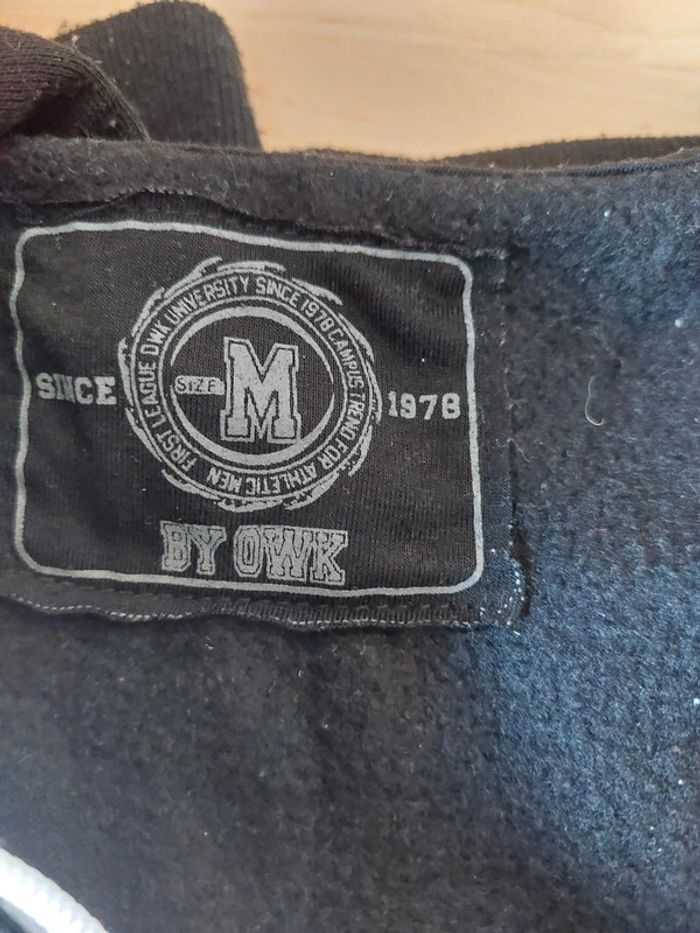 FIRST LEAGUE OWK UNIVERSITY SINCE 1978 CAMPUS TREND FOR ATHLETIC MEN
SINCE
SIZE
M
1978
BY OWK